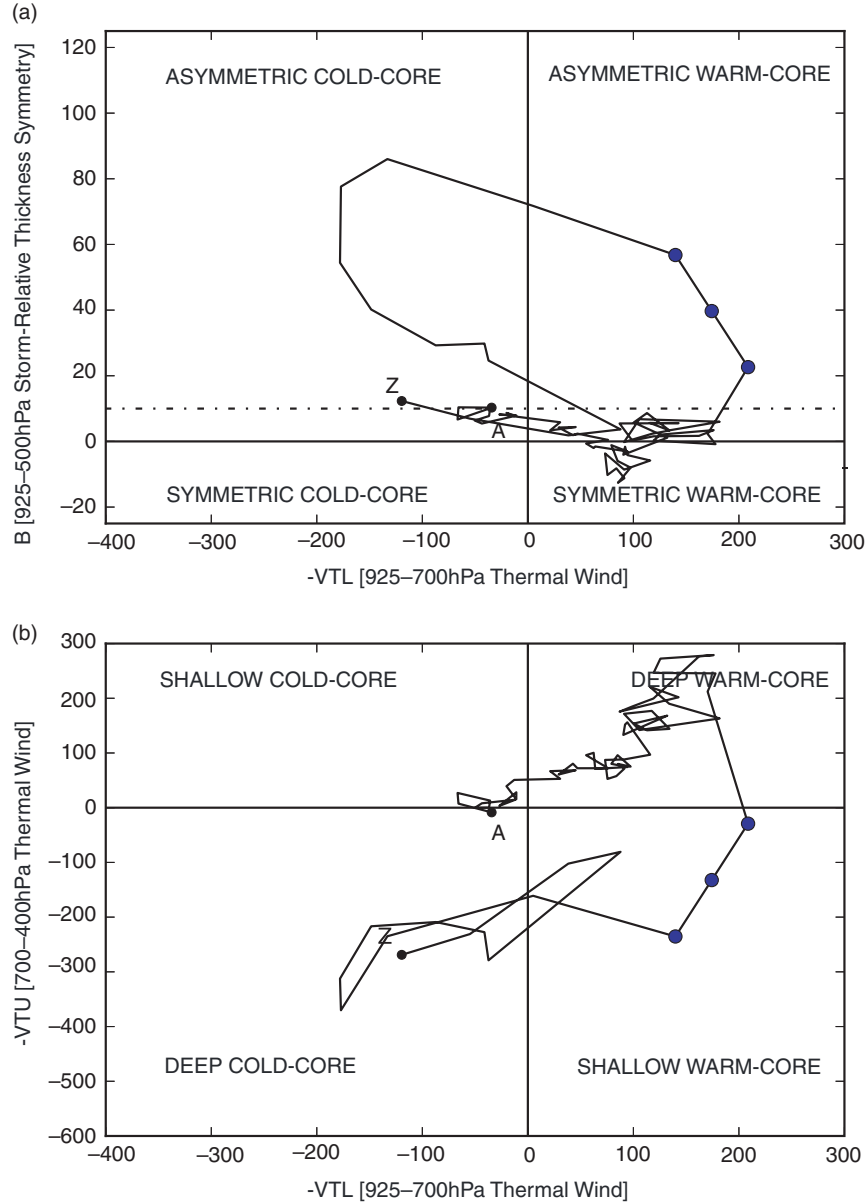 (a)
B [925–500hPa Storm-Relative Thickness Symmetry]
120
100
80
60
40
20
0
−20
ASYMMETRIC COLD-CORE
ASYMMETRIC WARM-CORE
Z
A
SYMMETRIC COLD-CORE
SYMMETRIC WARM-CORE
−400 −300 −200 −100 0 100 200 300
-VTL [925–700hPa Thermal Wind]
(b)
-VTU [700–400hPa Thermal Wind]
300
200
100
0
−100
−200
−300
−400
−500
−600
SHALLOW COLD-CORE
DEEP WARM-CORE
A
Z
DEEP COLD-CORE
SHALLOW WARM-CORE
−400 −300 −200 −100 0 100 200 300
-VTL [925–700hPa Thermal Wind]